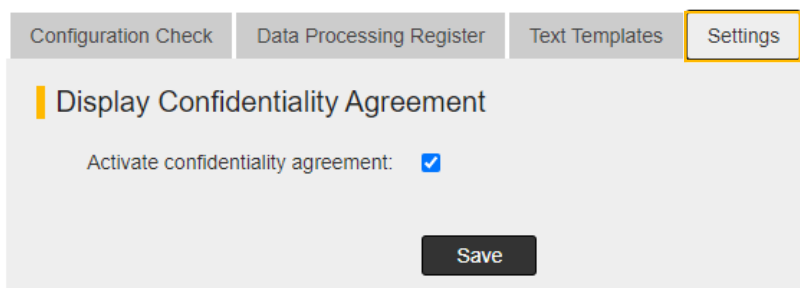 Configuration Check Data Processing Register Text Templates Settings
Display Confidentiality Agreement
Activate confidentiality agreement:
Save